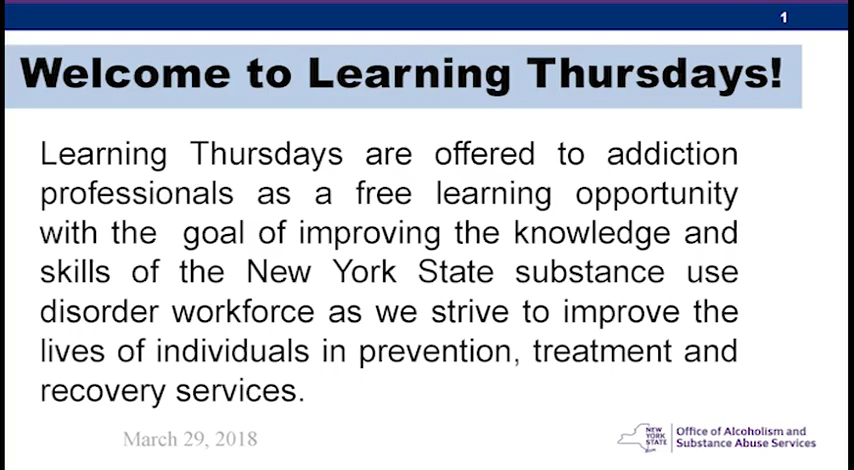 1
Welcome to Learning Thursdays!
Learning Thursdays are offered to addiction
professionals as a free learning opportunity
with the goal of improving the knowledge and
skills of the New York State substance use
disorder workforce as we strive to improve the
lives of individuals in prevention, treatment and
recovery services.
March 29, 2018
NEW
YORK
STATE
Office of Alcoholism and
Substance Abuse Services